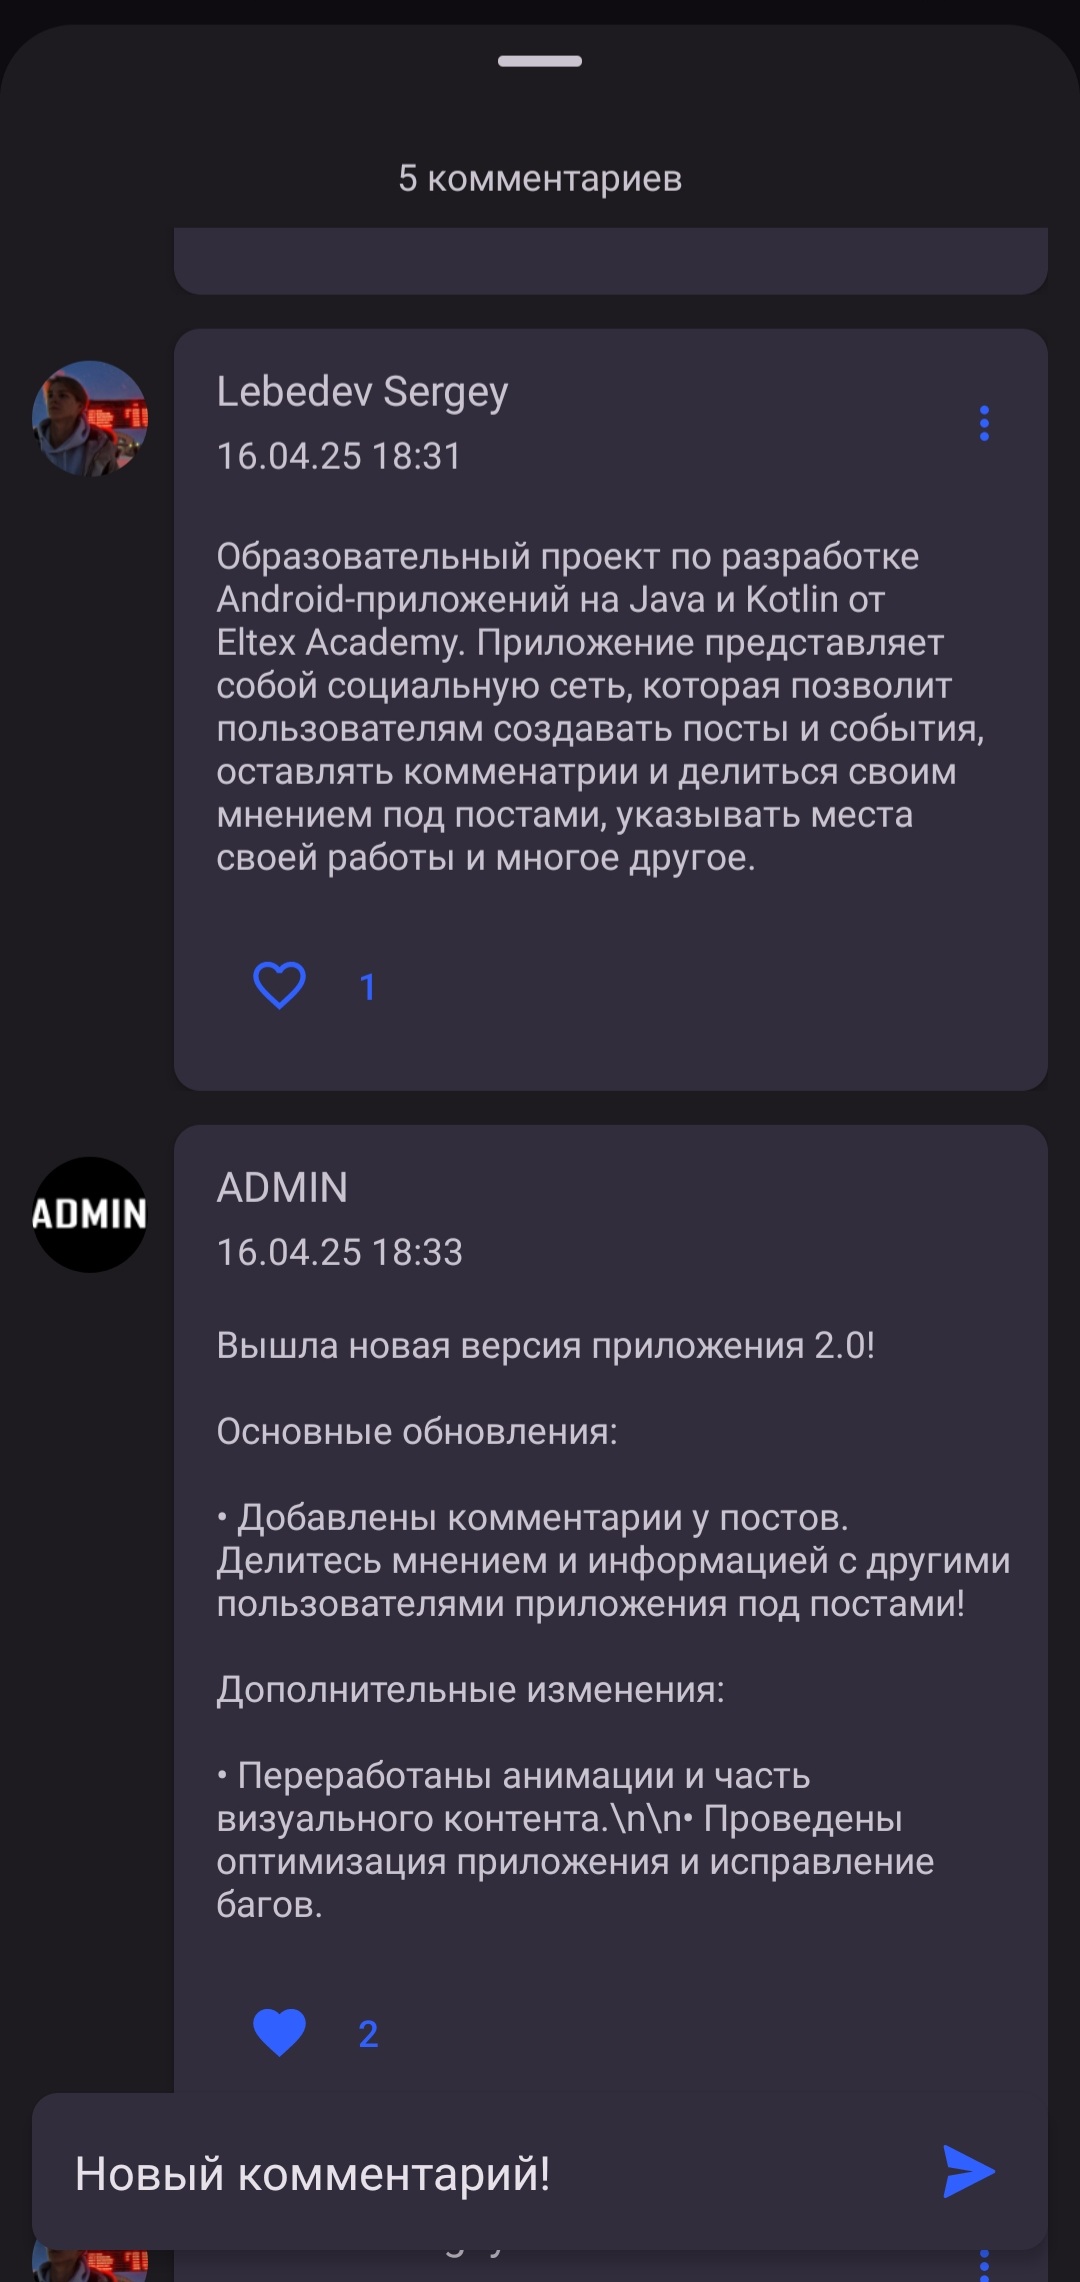 5 комментариев
Lebedev Sergey
16.04.25 18:31
Образовательный проект по разработке
Android-приложений на Java и Kotlin от
Eltex Academy. Приложение представляет
собой социальную сеть, которая позволит
пользователям создавать посты и события,
оставлять комменатрии и делиться своим
мнением под постами, указывать места
своей работы и многое другое.
1
ADMIN
ADMIN
16.04.25 18:33
Вышла новая версия приложения 2.0!
Основные обновления:
• Добавлены комментарии у постов.
Делитесь мнением и информацией с другими
пользователями приложения под постами!
Дополнительные изменения:
• Переработаны анимации и часть
визуального контента.\n\n• Проведены
оптимизация приложения и исправление
багов.
2
Новый комментарий!